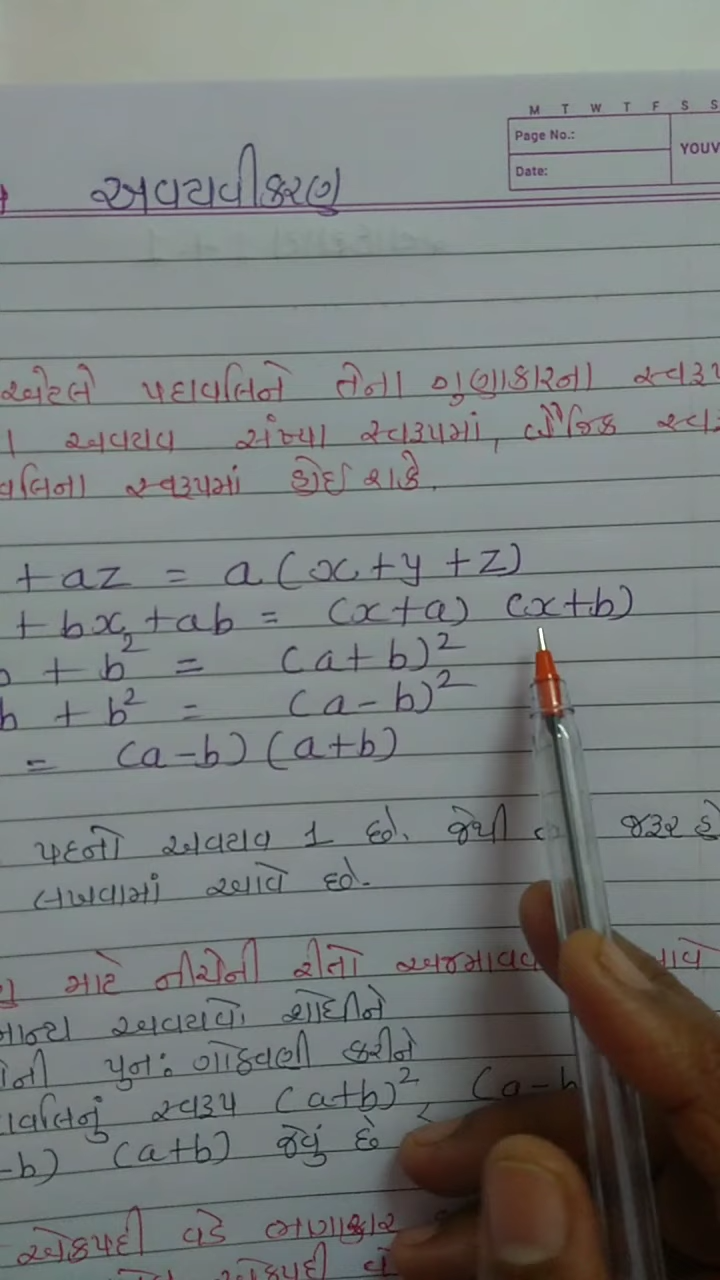 M T W T F S S
Page No.:
YOUV
Date:
અવયવીકરણ
એટલે પદાવલિને તેના ગુણાકારના સ્વરૂપ
અવયવ સંખ્યા સ્વરૂપમાં, બૈજિક સ્વ
વલિના સ્વરૂપમાં હોઈ શકે.
+ az = a (x + y + z)
+ bx + ab = (x+a) (x+b)
+ b² = (a+b)²
b + b² = (a-b)²
= (a-b) (a+b)
પદનો અવયવ 1 છે. જેથી જરૂર હો
લખવામાં આવે છે.
માટે નીચેની રીતો અજમાવવ
માન્ય અવયવો શોધીને
પુન: ગોઠવણી કરીને
ાવલિનું સ્વરૂપ (a+b)², (a-b
-b) (a+b) જેવું છે
એકપદી વડે ભાગાકાર
એકપદી